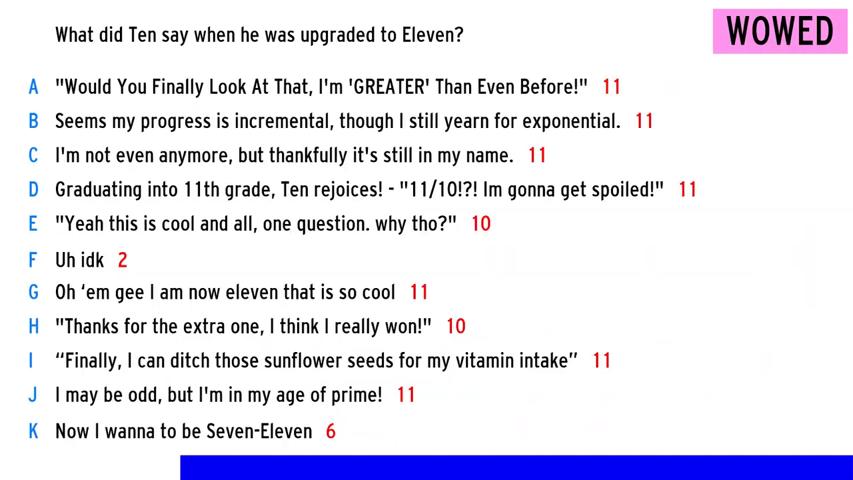 What did Ten say when he was upgraded to Eleven?
WOWED
A "Would You Finally Look At That, I'm 'GREATER' Than Even Before!" 11
B Seems my progress is incremental, though I still yearn for exponential. 11
C I'm not even anymore, but thankfully it's still in my name. 11
D Graduating into 11th grade, Ten rejoices! - "11/10!?! Im gonna get spoiled!" 11
E "Yeah this is cool and all, one question. why tho?" 10
F Uh idk 2
G Oh ‘em gee I am now eleven that is so cool 11
H "Thanks for the extra one, I think I really won!" 10
I “Finally, I can ditch those sunflower seeds for my vitamin intake” 11
J I may be odd, but I'm in my age of prime! 11
K Now I wanna to be Seven-Eleven 6